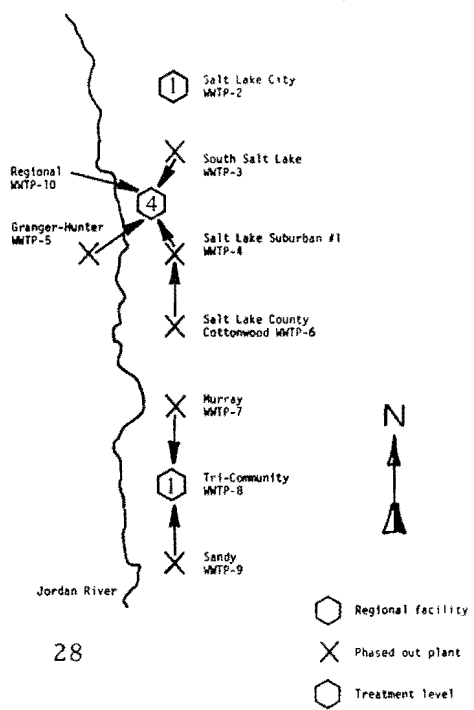 1
Salt Lake City
WWTP-2
South Salt Lake
WWTP-3
Regional
WWTP-10
4
Granger-Hunter
WWTP-5
Salt Lake Suburban #1
WWTP-4
Salt Lake County
Cottonwood WWTP-6
Murray
WWTP-7
N
1
Tri-Community
WWTP-8
Sandy
WWTP-9
Jordan River
Regional facility
28
Phased out plant
Treatment level